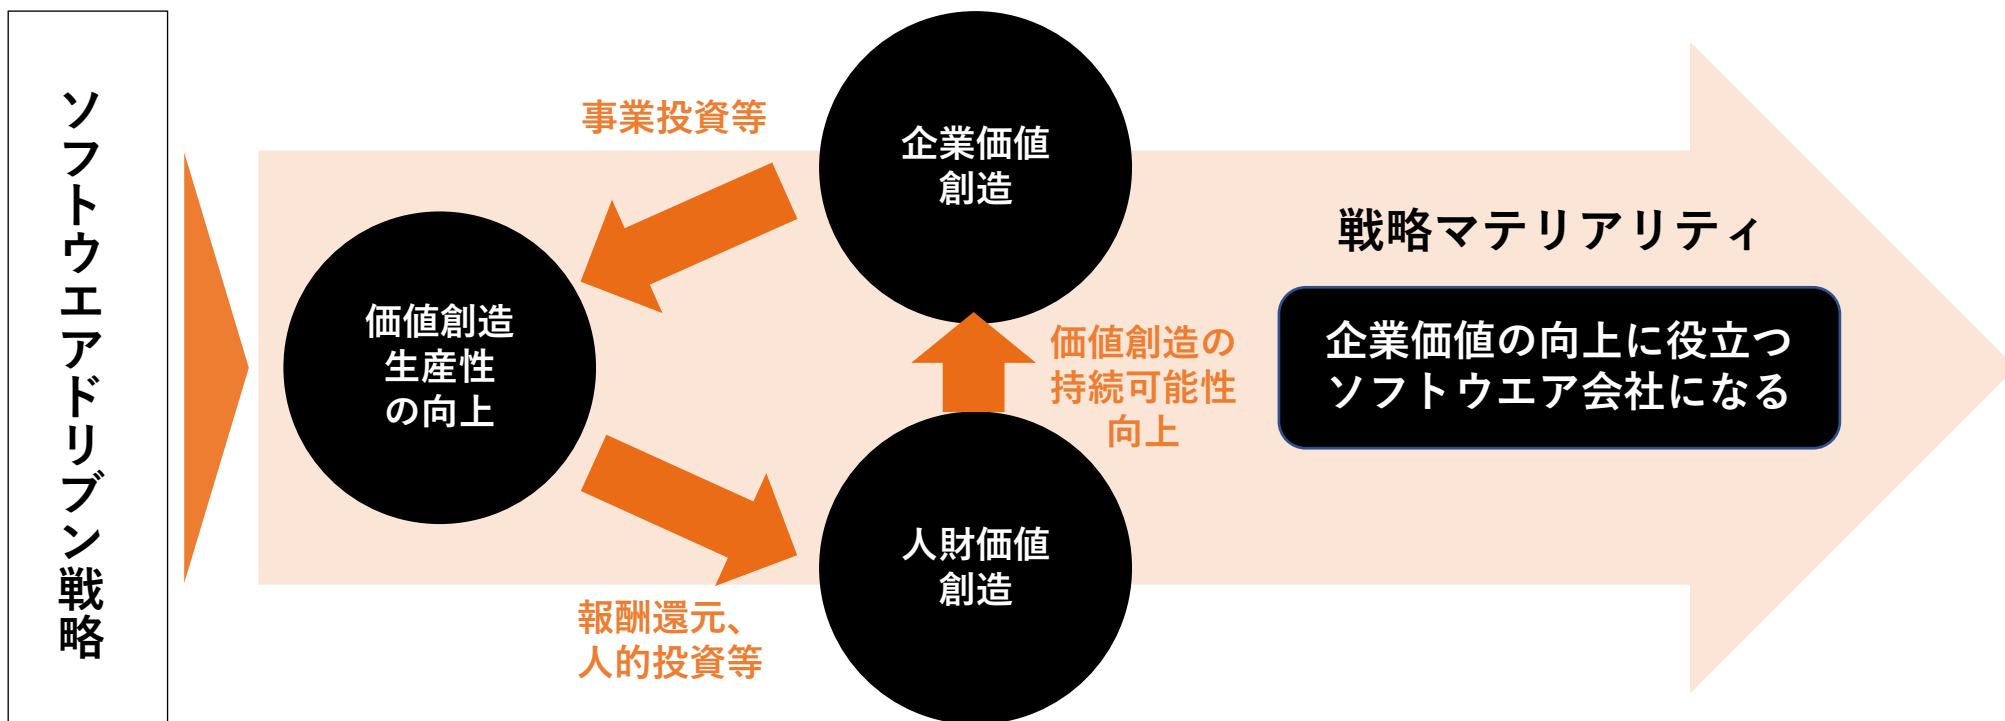 ソフトウエアドリブン戦略
事業投資等
企業価値
創造
価値創造
生産性
の向上
価値創造の
持続可能性
向上
人財価値
創造
報酬還元、
人的投資等
戦略マテリアリティ
企業価値の向上に役立つ
ソフトウエア会社になる